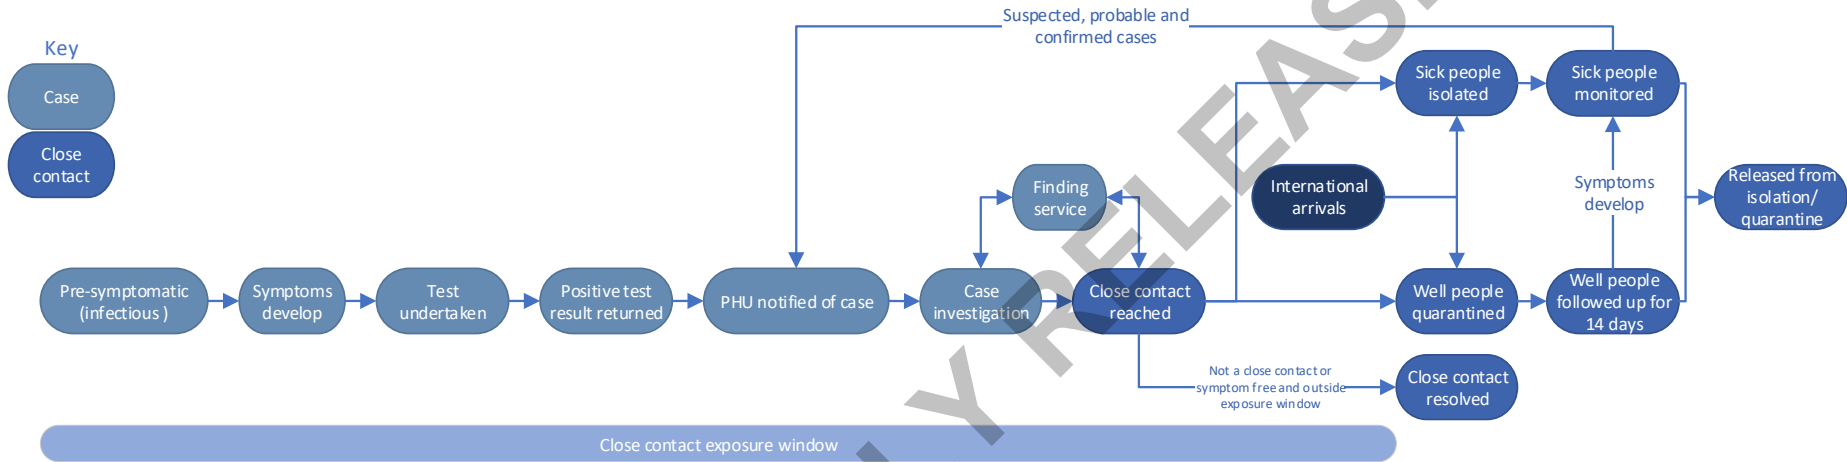 Suspected, probable and
confirmed cases
Key
Case
Close
contact
Sick people
isolated
Sick people
monitored
Finding
service
International
arrivals
Symptoms
develop
Released from
isolation/
quarantine
Pre-symptomatic
(infectious )
Symptoms
develop
Test
undertaken
Positive test
result returned
PHU notified of case
Case
investigation
Close contact
reached
Well people
quarantined
Well people
followed up for
14 days
Not a close contact or
symptom free and outside
exposure window
Close contact
resolved
Close contact exposure window
Y RELEAS